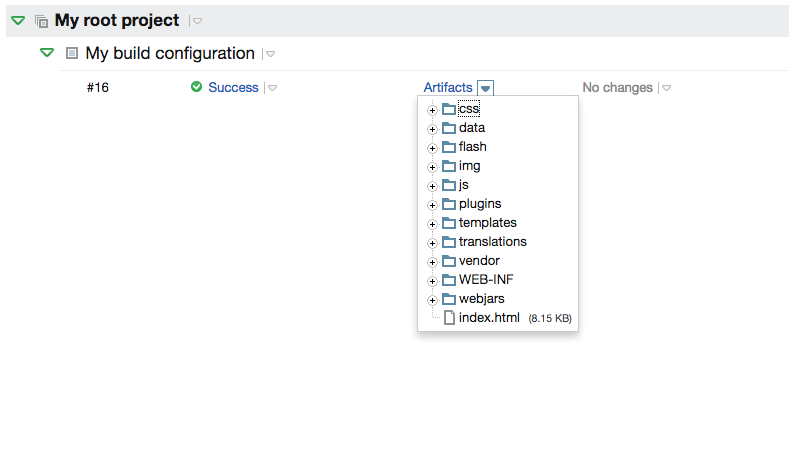 My root project
My build configuration
#16 Success Artifacts No changes
css
data
flash
img
js
plugins
templates
translations
vendor
WEB-INF
webjars
index.html (8.15 KB)